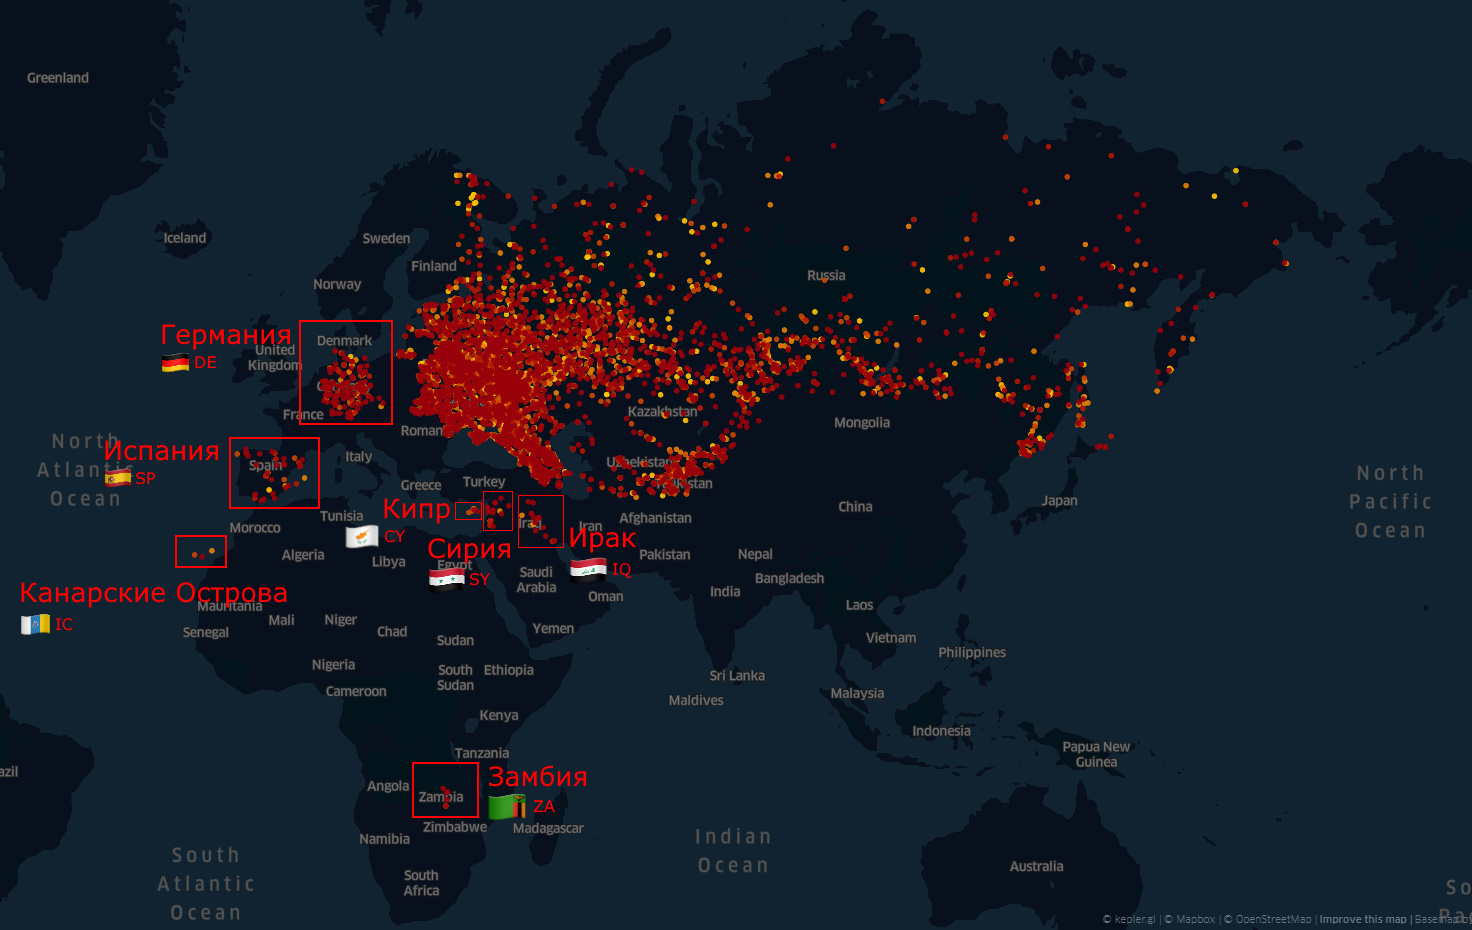 Greenland
Iceland
Sweden
Finland
Norway
Russia
Германия
DE
Denmark
United
Kingdom
France
Kazakhstan
Mongolia
Roman
North
Atlantic
Ocean
Испания
SP
Spain
Italy
Greece
Turkey
Uzbekistan
North
Pacific
Ocean
Japan
China
Кипр
CY
Tunisia
Morocco
Algeria
Libya
Egypt
Сирия
SY
Iraq
Iran
Ирак
IQ
Afghanistan
Pakistan
Nepal
Bangladesh
India
Saudi
Arabia
Oman
Yemen
Laos
Vietnam
Philippines
Канарские Острова
IC
Mauritania
Senegal
Mali
Niger
Chad
Sudan
Nigeria
South
Sudan
Ethiopia
Cameroon
Sri Lanka
Maldives
Malaysia
Kenya
Indonesia
Tanzania
Papua New
Guinea
azil
Angola
Zambia
Замбия
ZA
Zimbabwe
Madagascar
Namibia
Indian
Ocean
South
Atlantic
Ocean
South
Africa
Australia
So
Pa
© kepler.gl | © Mapbox | © OpenStreetMap | Improve this map | Basemap by